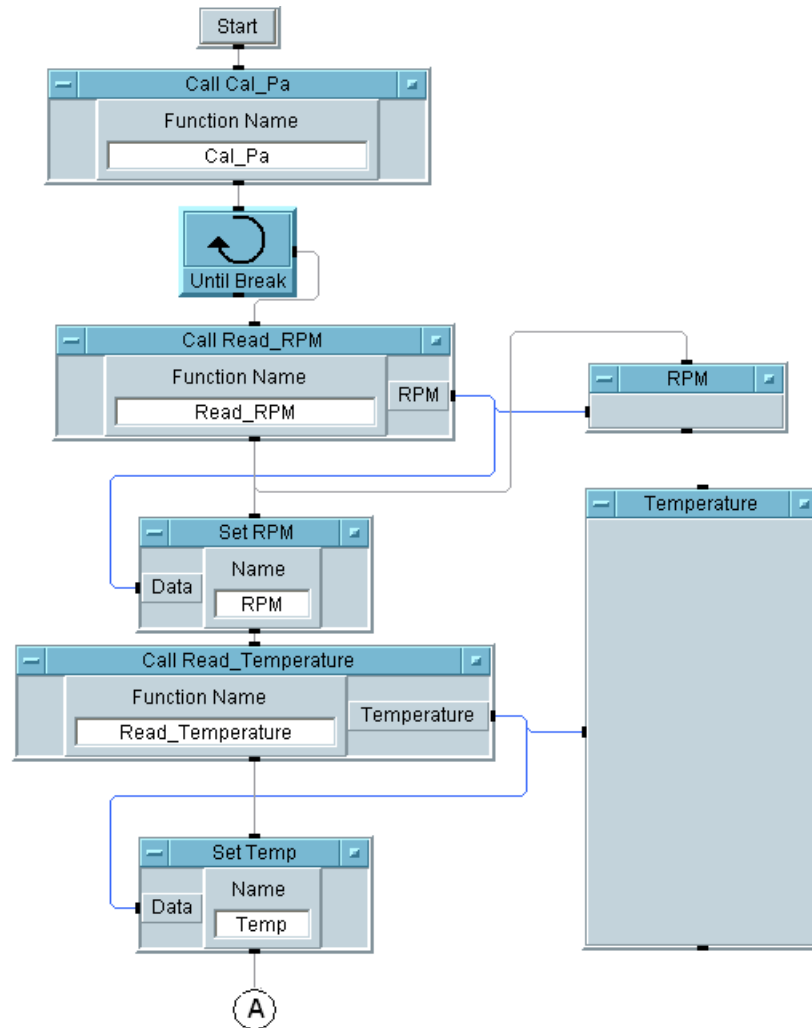 Start
Call Cal_Pa
Function Name
Cal_Pa
Until Break
Call Read_RPM
Function Name
RPM
Read_RPM
RPM
Set RPM
Name
Data
RPM
Temperature
Call Read_Temperature
Function Name
Temperature
Read_Temperature
Set Temp
Name
Data
Temp
A